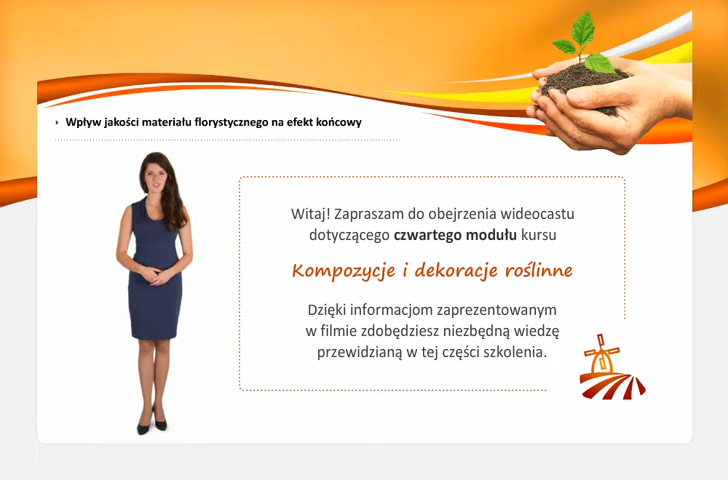 Wpływ jakości materiału florystycznego na efekt końcowy
Witaj! Zapraszam do obejrzenia wideocastu
dotyczącego czwartego modułu kursu
Kompozycje i dekoracje roślinne
Dzięki informacjom zaprezentowanym
w filmie zdobędziesz niezbędną wiedzę
przewidzianą w tej części szkolenia.